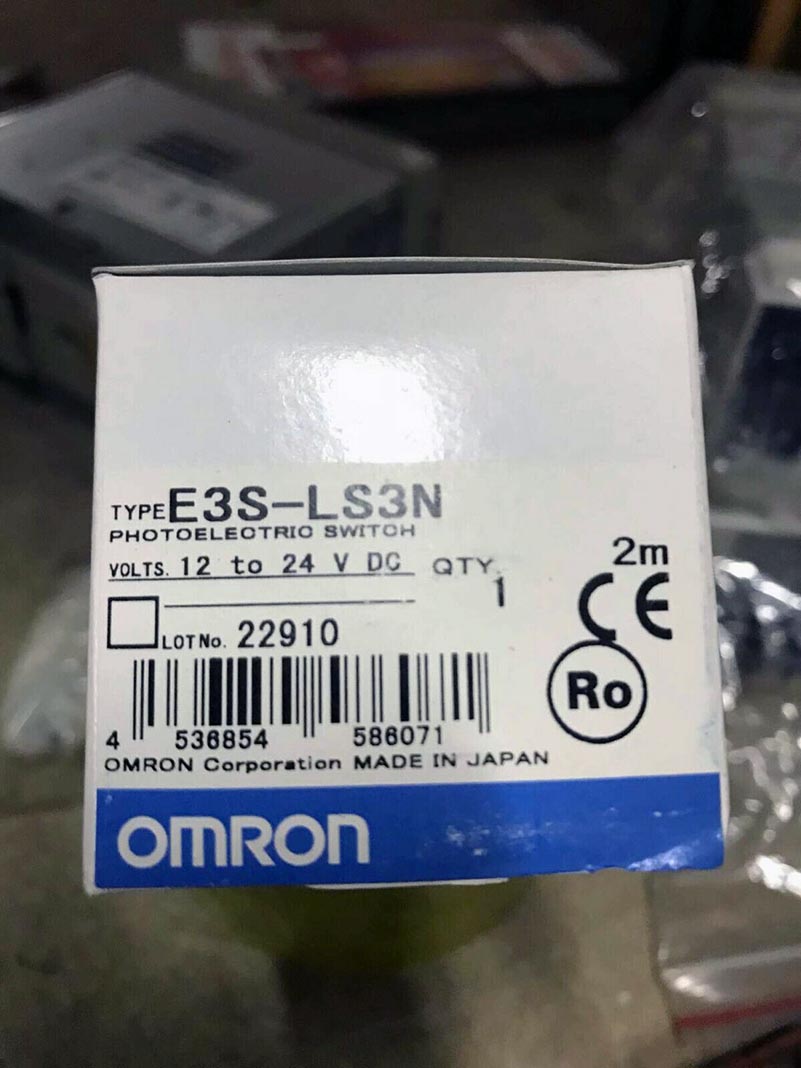 TYPE E3S-LS3N
PHOTOELECTRIC SWITCH
2m
VOLTS. 12 to 24 V DC QTY.
1
CE
LOT No. 22910
Ro
4 536854 586071
OMRON Corporation MADE IN JAPAN
OMRON